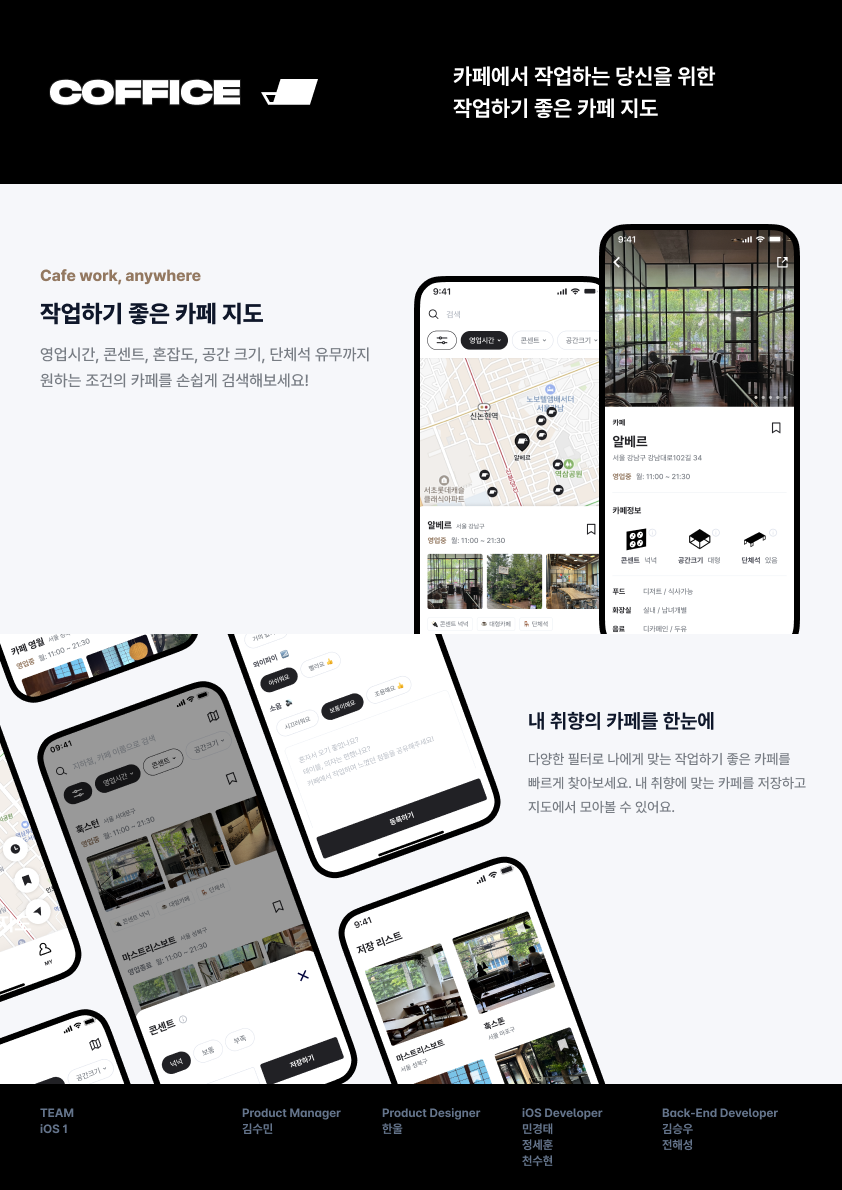 COFFICE
카페에서 작업하는 당신을 위한
작업하기 좋은 카페 지도
Cafe work, anywhere
작업하기 좋은 카페 지도
영업시간, 콘센트, 혼잡도, 공간 크기, 단체석 유무까지
원하는 조건의 카페를 손쉽게 검색해보세요!
9:41
검색
영업시간
콘센트
공간크기
노보텔앰배서더
신논현역
알베르
역삼공원
서초롯데캐슬
클래식아파트
알베르 서울 강남구
영업중 월: 11:00 ~ 21:30
콘센트 넉넉
대형카페
단체석
9:41
카페
알베르
서울 강남구 강남대로102길 34
영업중 월: 11:00 ~ 21:30
카페정보
콘센트 넉넉
공간크기 대형
단체석 있음
푸드 디저트 / 식사가능
화장실 실내 / 남녀개별
음료 디카페인 / 두유
카페 영월
영업중 월: 11:00 ~ 21:30
MY
공간크기
09:41
지하철, 카페 이름으로 검색
영업시간
콘센트
공간크기
훅스턴 서울 서대문구
영업중 월: 11:00 ~ 21:30
콘센트 넉넉
대형카페
단체석
마스트리스보트 서울 성북구
영업종료 월: 11:00 ~ 21:30
콘센트
넉넉
보통
부족
저장하기
와이파이
아쉬워요
빨라요
소음
시끄러워요
보통이에요
조용해요
혼자서 오기 좋았나요?
테이블, 의자는 편했나요?
카페에서 작업하며 느꼈던 점들을 공유해주세요!
등록하기
9:41
저장 리스트
마스트리스보트
서울 성북구
훅스톤
서울 마포구
내 취향의 카페를 한눈에
다양한 필터로 나에게 맞는 작업하기 좋은 카페를
빠르게 찾아보세요. 내 취향에 맞는 카페를 저장하고
지도에서 모아볼 수 있어요.
TEAM
iOS 1
Product Manager
김수민
Product Designer
한울
iOS Developer
민경태
정세훈
천수현
Back-End Developer
김승우
전해성